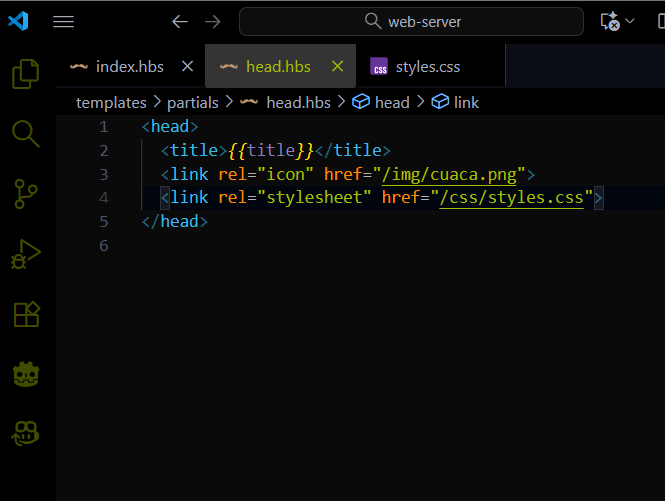 web-server
index.hbs head.hbs CSS styles.css
templates > partials > head.hbs > head > link
1 <head>
2 <title>{{title}}</title>
3 <link rel="icon" href="/img/cuaca.png">
4 <link rel="stylesheet" href="/css/styles.css">
5 </head>
6